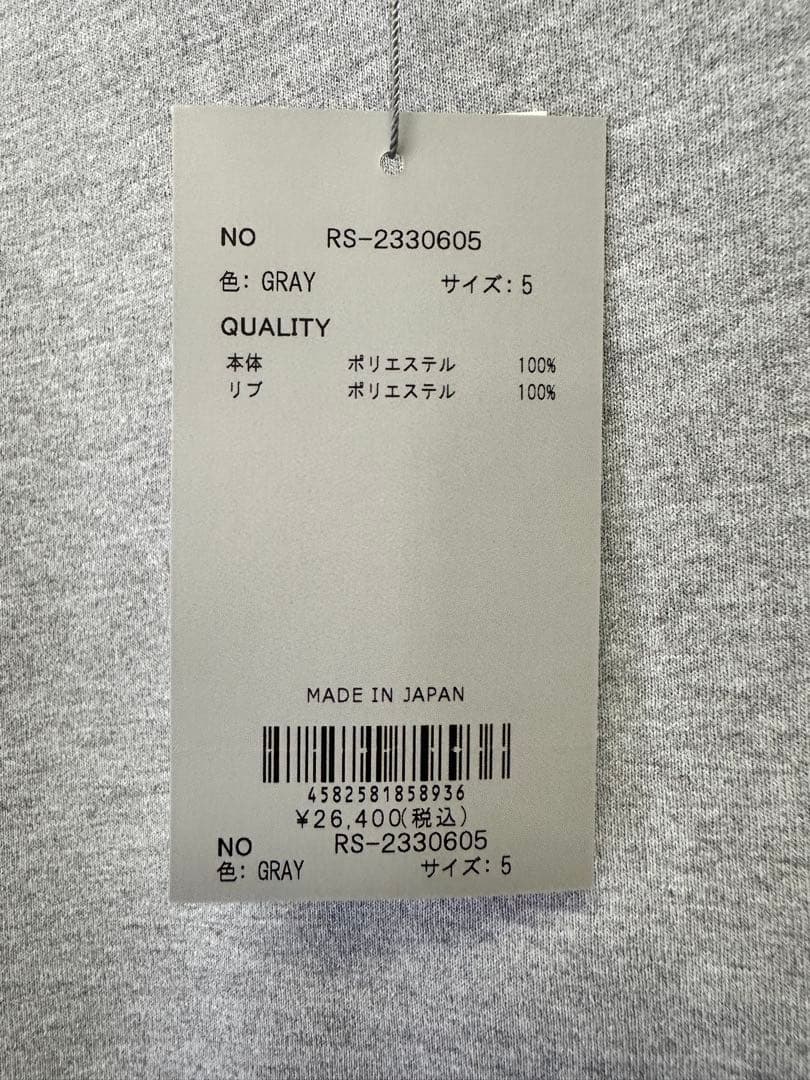 NO RS-2330605
色: GRAY サイズ: 5
QUALITY
本体 ポリエステル 100%
リブ ポリエステル 100%
MADE IN JAPAN
4582581858936
¥26,400(税込)
NO RS-2330605
色: GRAY サイズ: 5